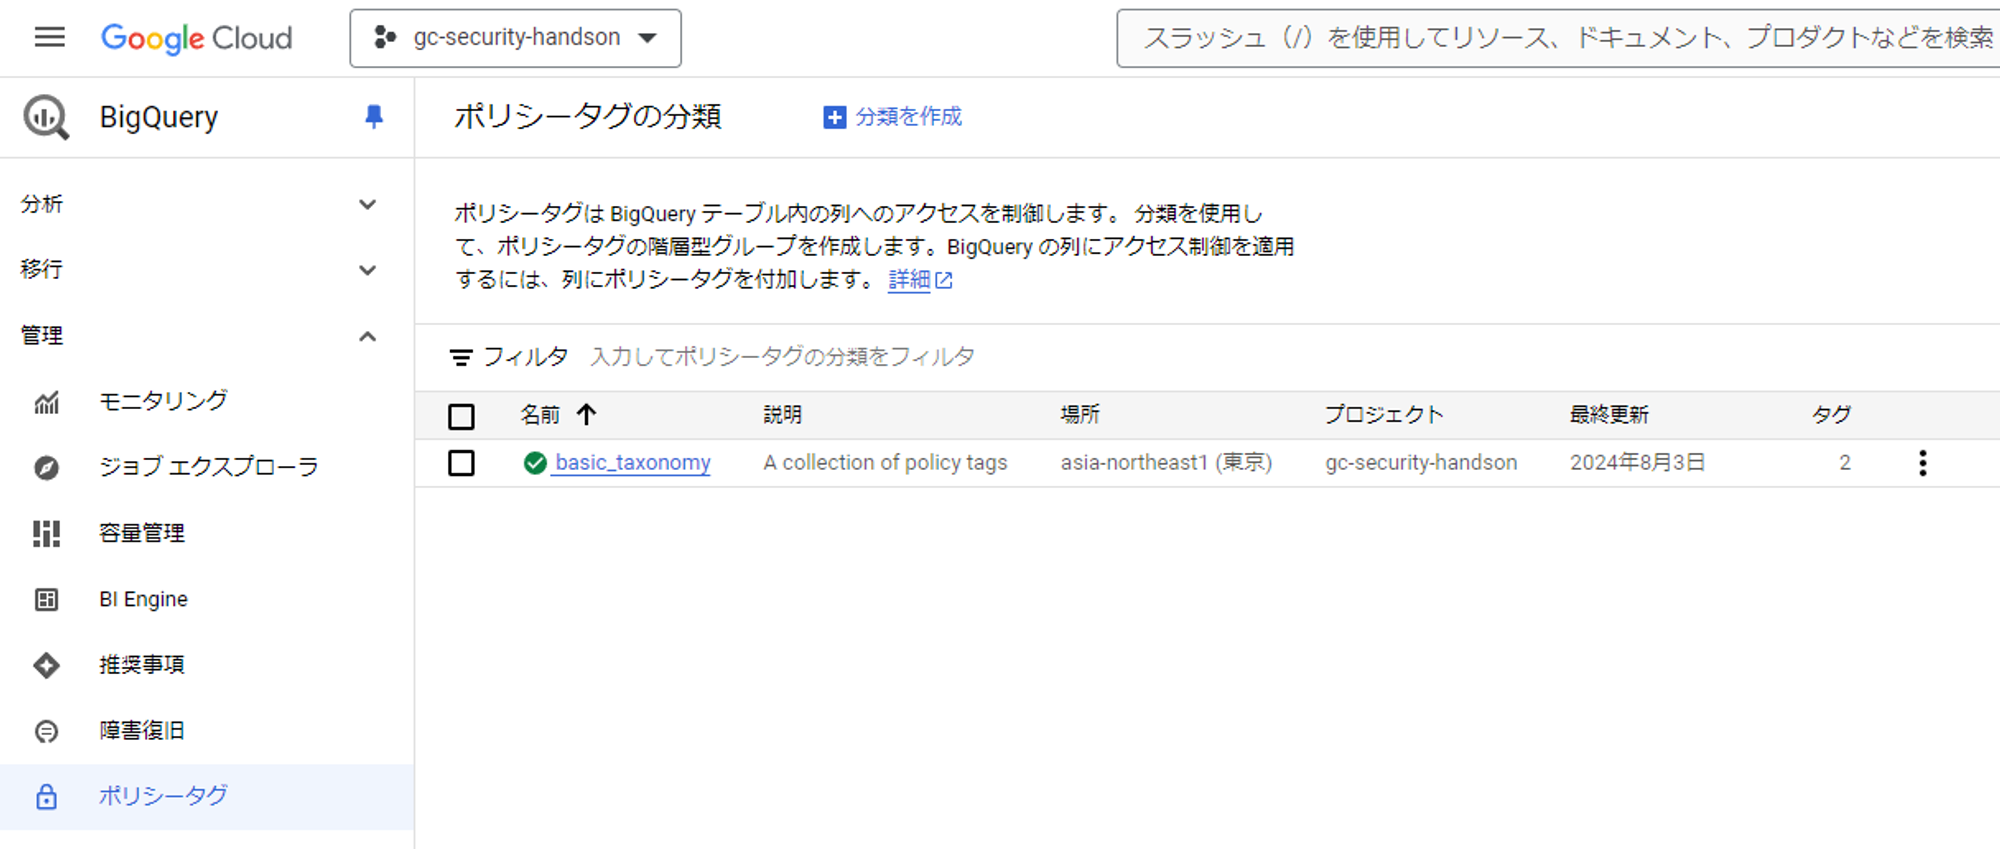 Google Cloud
gc-security-handson
スラッシュ（/）を使用してリソース、ドキュメント、プロダクトなどを検索
BigQuery
ポリシータグの分類
分類を作成
分析
移行
管理
モニタリング
ジョブ エクスプローラ
容量管理
BI Engine
推奨事項
障害復旧
ポリシータグ
ポリシータグは BigQuery テーブル内の列へのアクセスを制御します。 分類を使用し
て、ポリシータグの階層型グループを作成します。BigQuery の列にアクセス制御を適用
するには、列にポリシータグを付加します。 詳細
フィルタ 入力してポリシータグの分類をフィルタ
名前 説明 場所 プロジェクト 最終更新 タグ
basic_taxonomy A collection of policy tags asia-northeast1 (東京) gc-security-handson 2024年8月3日 2